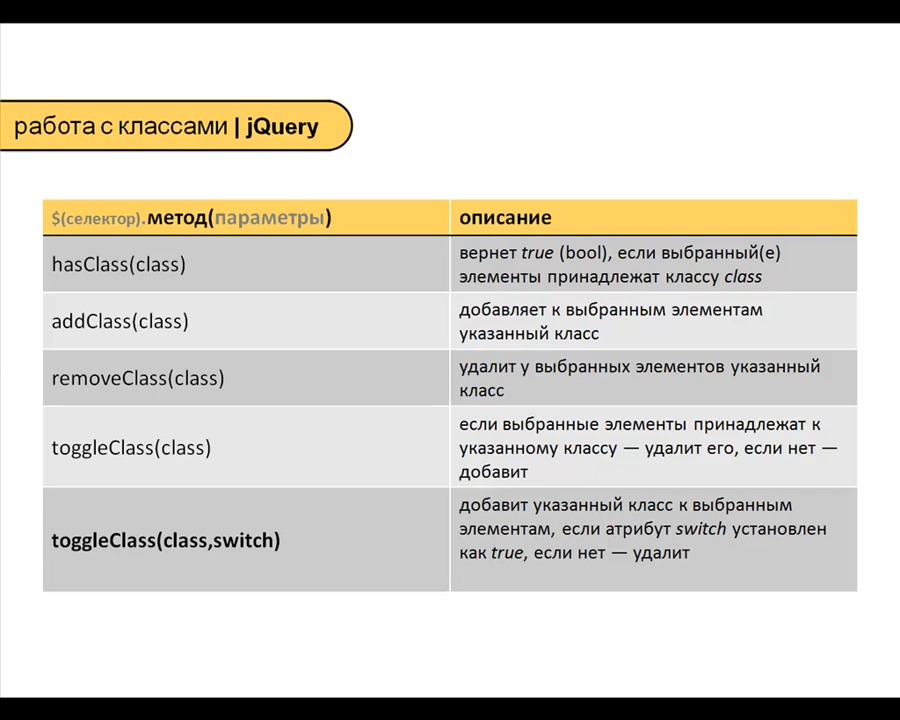 работа с классами | jQuery
$(селектор).метод(параметры)
описание
hasClass(class)
вернет true (bool), если выбранный(е)
элементы принадлежат классу class
addClass(class)
добавляет к выбранным элементам
указанный класс
removeClass(class)
удалит у выбранных элементов указанный
класс
toggleClass(class)
если выбранные элементы принадлежат к
указанному классу — удалит его, если нет —
добавит
toggleClass(class,switch)
добавит указанный класс к выбранным
элементам, если атрибут switch установлен
как true, если нет — удалит